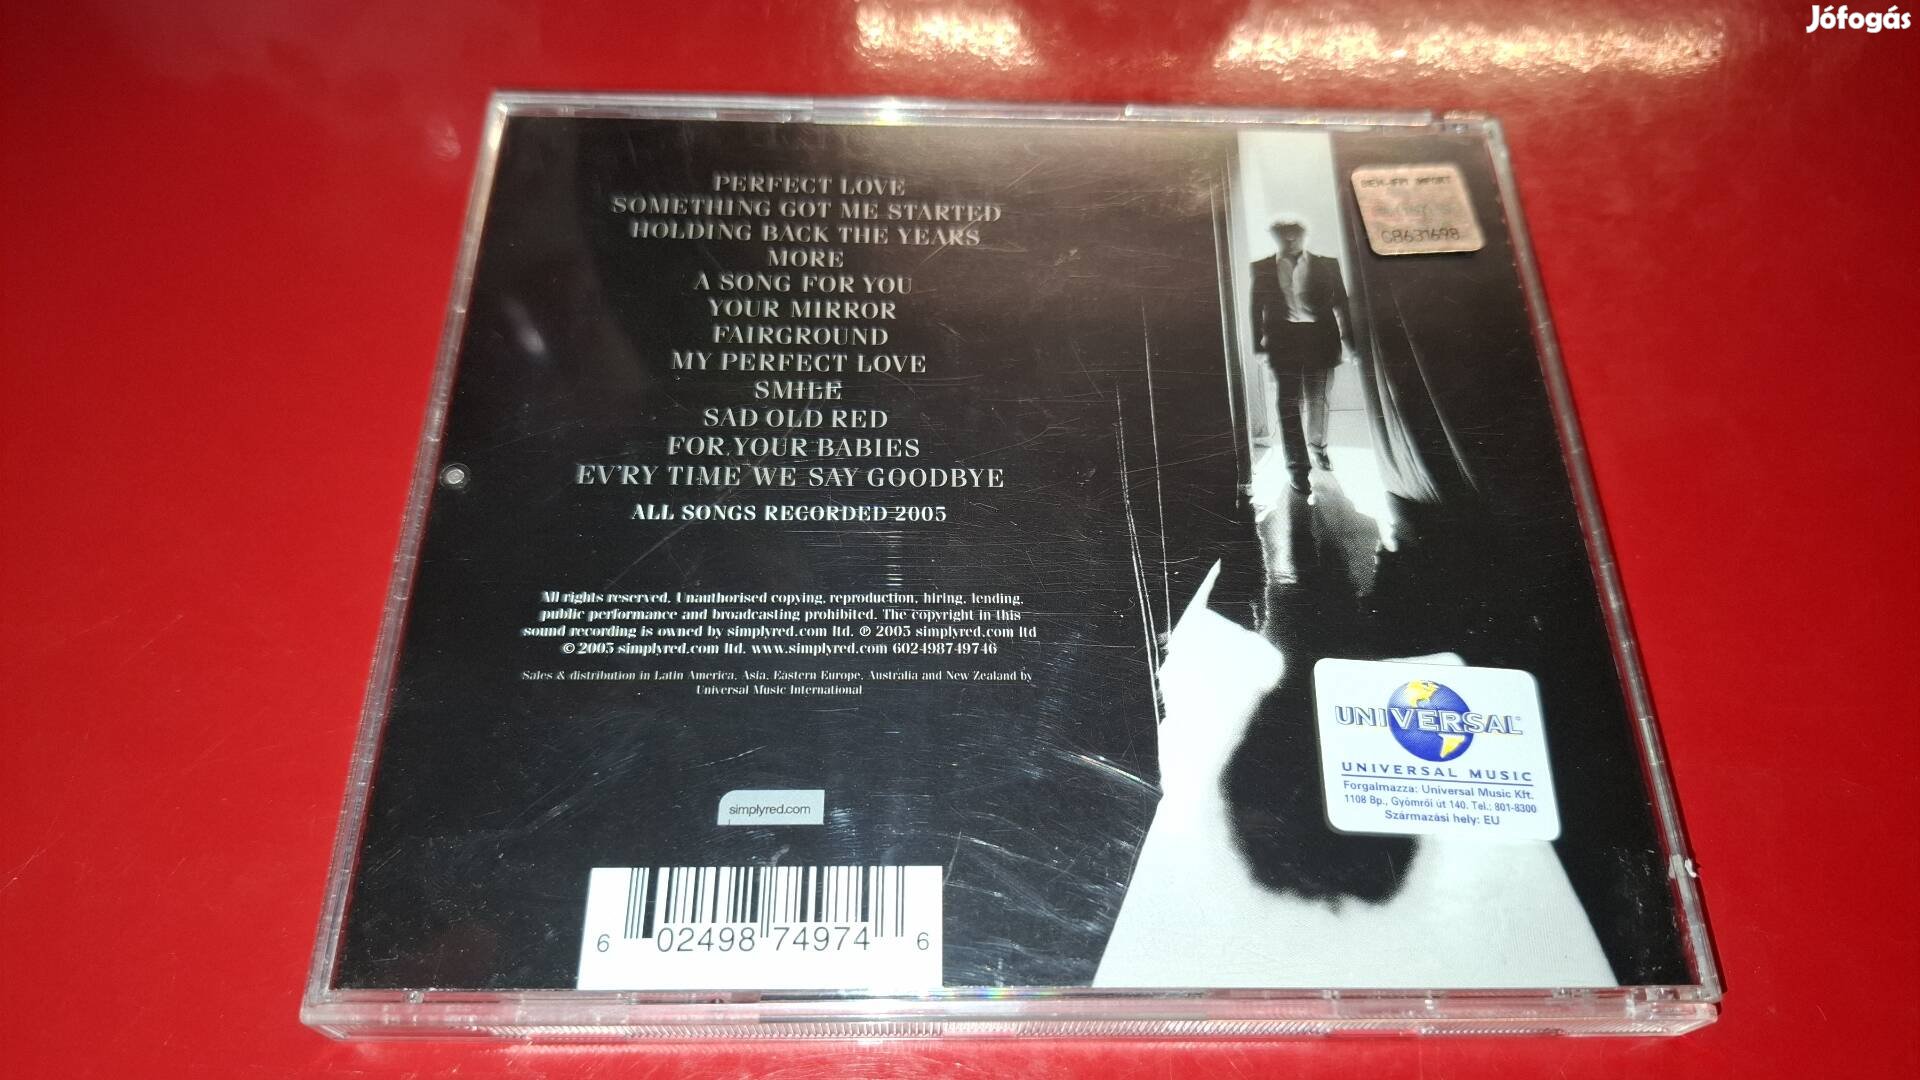 Jófogás
PERFECT LOVE
SOMETHING GOT ME STARTED
HOLDING BACK THE YEARS
MORE
A SONG FOR YOU
YOUR MIRROR
FAIRGROUND
MY PERFECT LOVE
SMILE
SAD OLD RED
FOR YOUR BABIES
EV'RY TIME WE SAY GOODBYE
ALL SONGS RECORDED 2005
All rights reserved. Unauthorised copying, reproduction, hiring, lending,
public performance and broadcasting prohibited. The copyright in this
sound recording is owned by simplyred.com ltd. ℗ 2005 simplyred.com ltd
© 2005 simplyred.com ltd. www.simplyred.com 602498749746
Sales & distribution in Latin America, Asia, Eastern Europe, Australia and New Zealand by
Universal Music International
simplyred.com
6 02498 74974 6
C8631698
UNIVERSAL
UNIVERSAL MUSIC
Forgalmazza: Universal Music Kft.
1108 Bp., Gyömrői út 140. Tel.: 801-8300
Származási hely: EU